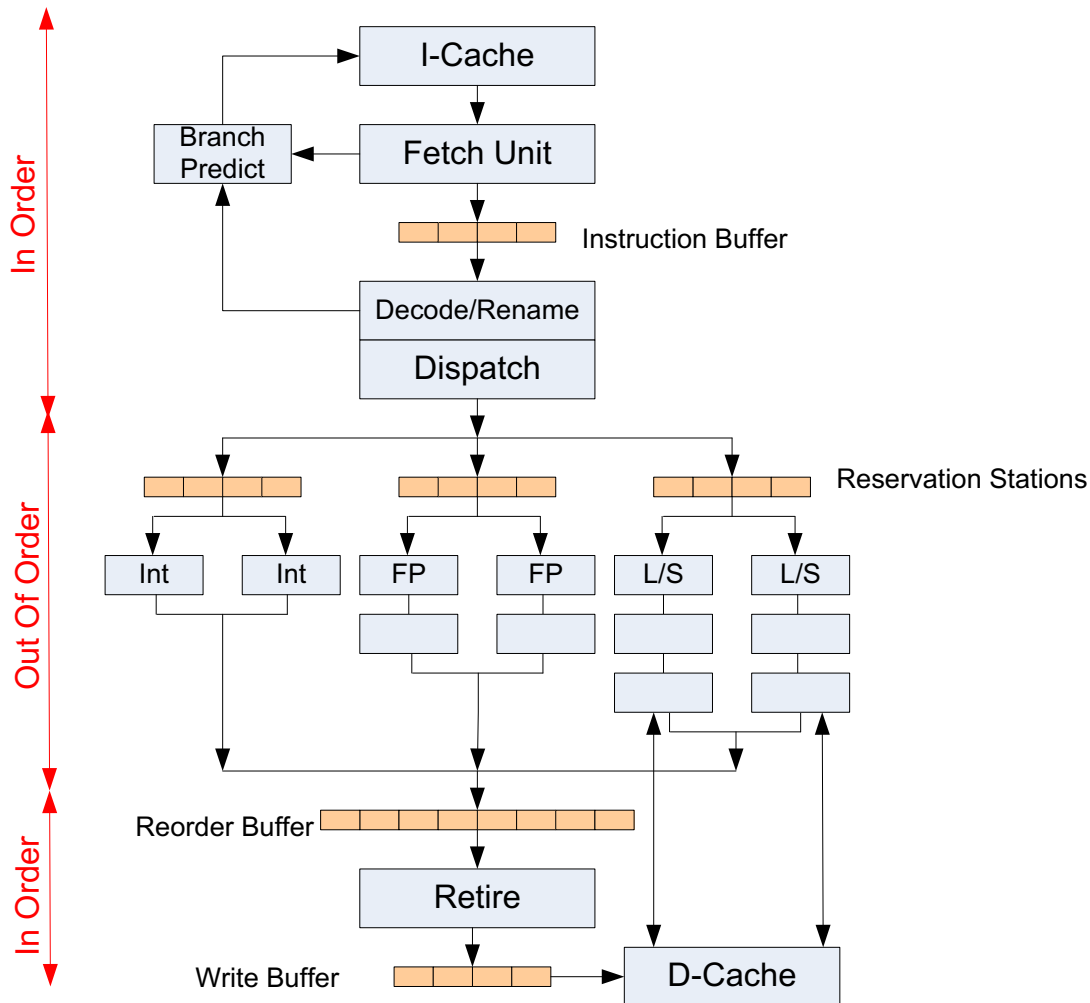 I-Cache
Branch
Predict
Fetch Unit
In Order
Instruction Buffer
Decode/Rename
Dispatch
Out Of Order
Reservation Stations
Int
Int
FP
FP
L/S
L/S
In Order
Reorder Buffer
Retire
Write Buffer
D-Cache